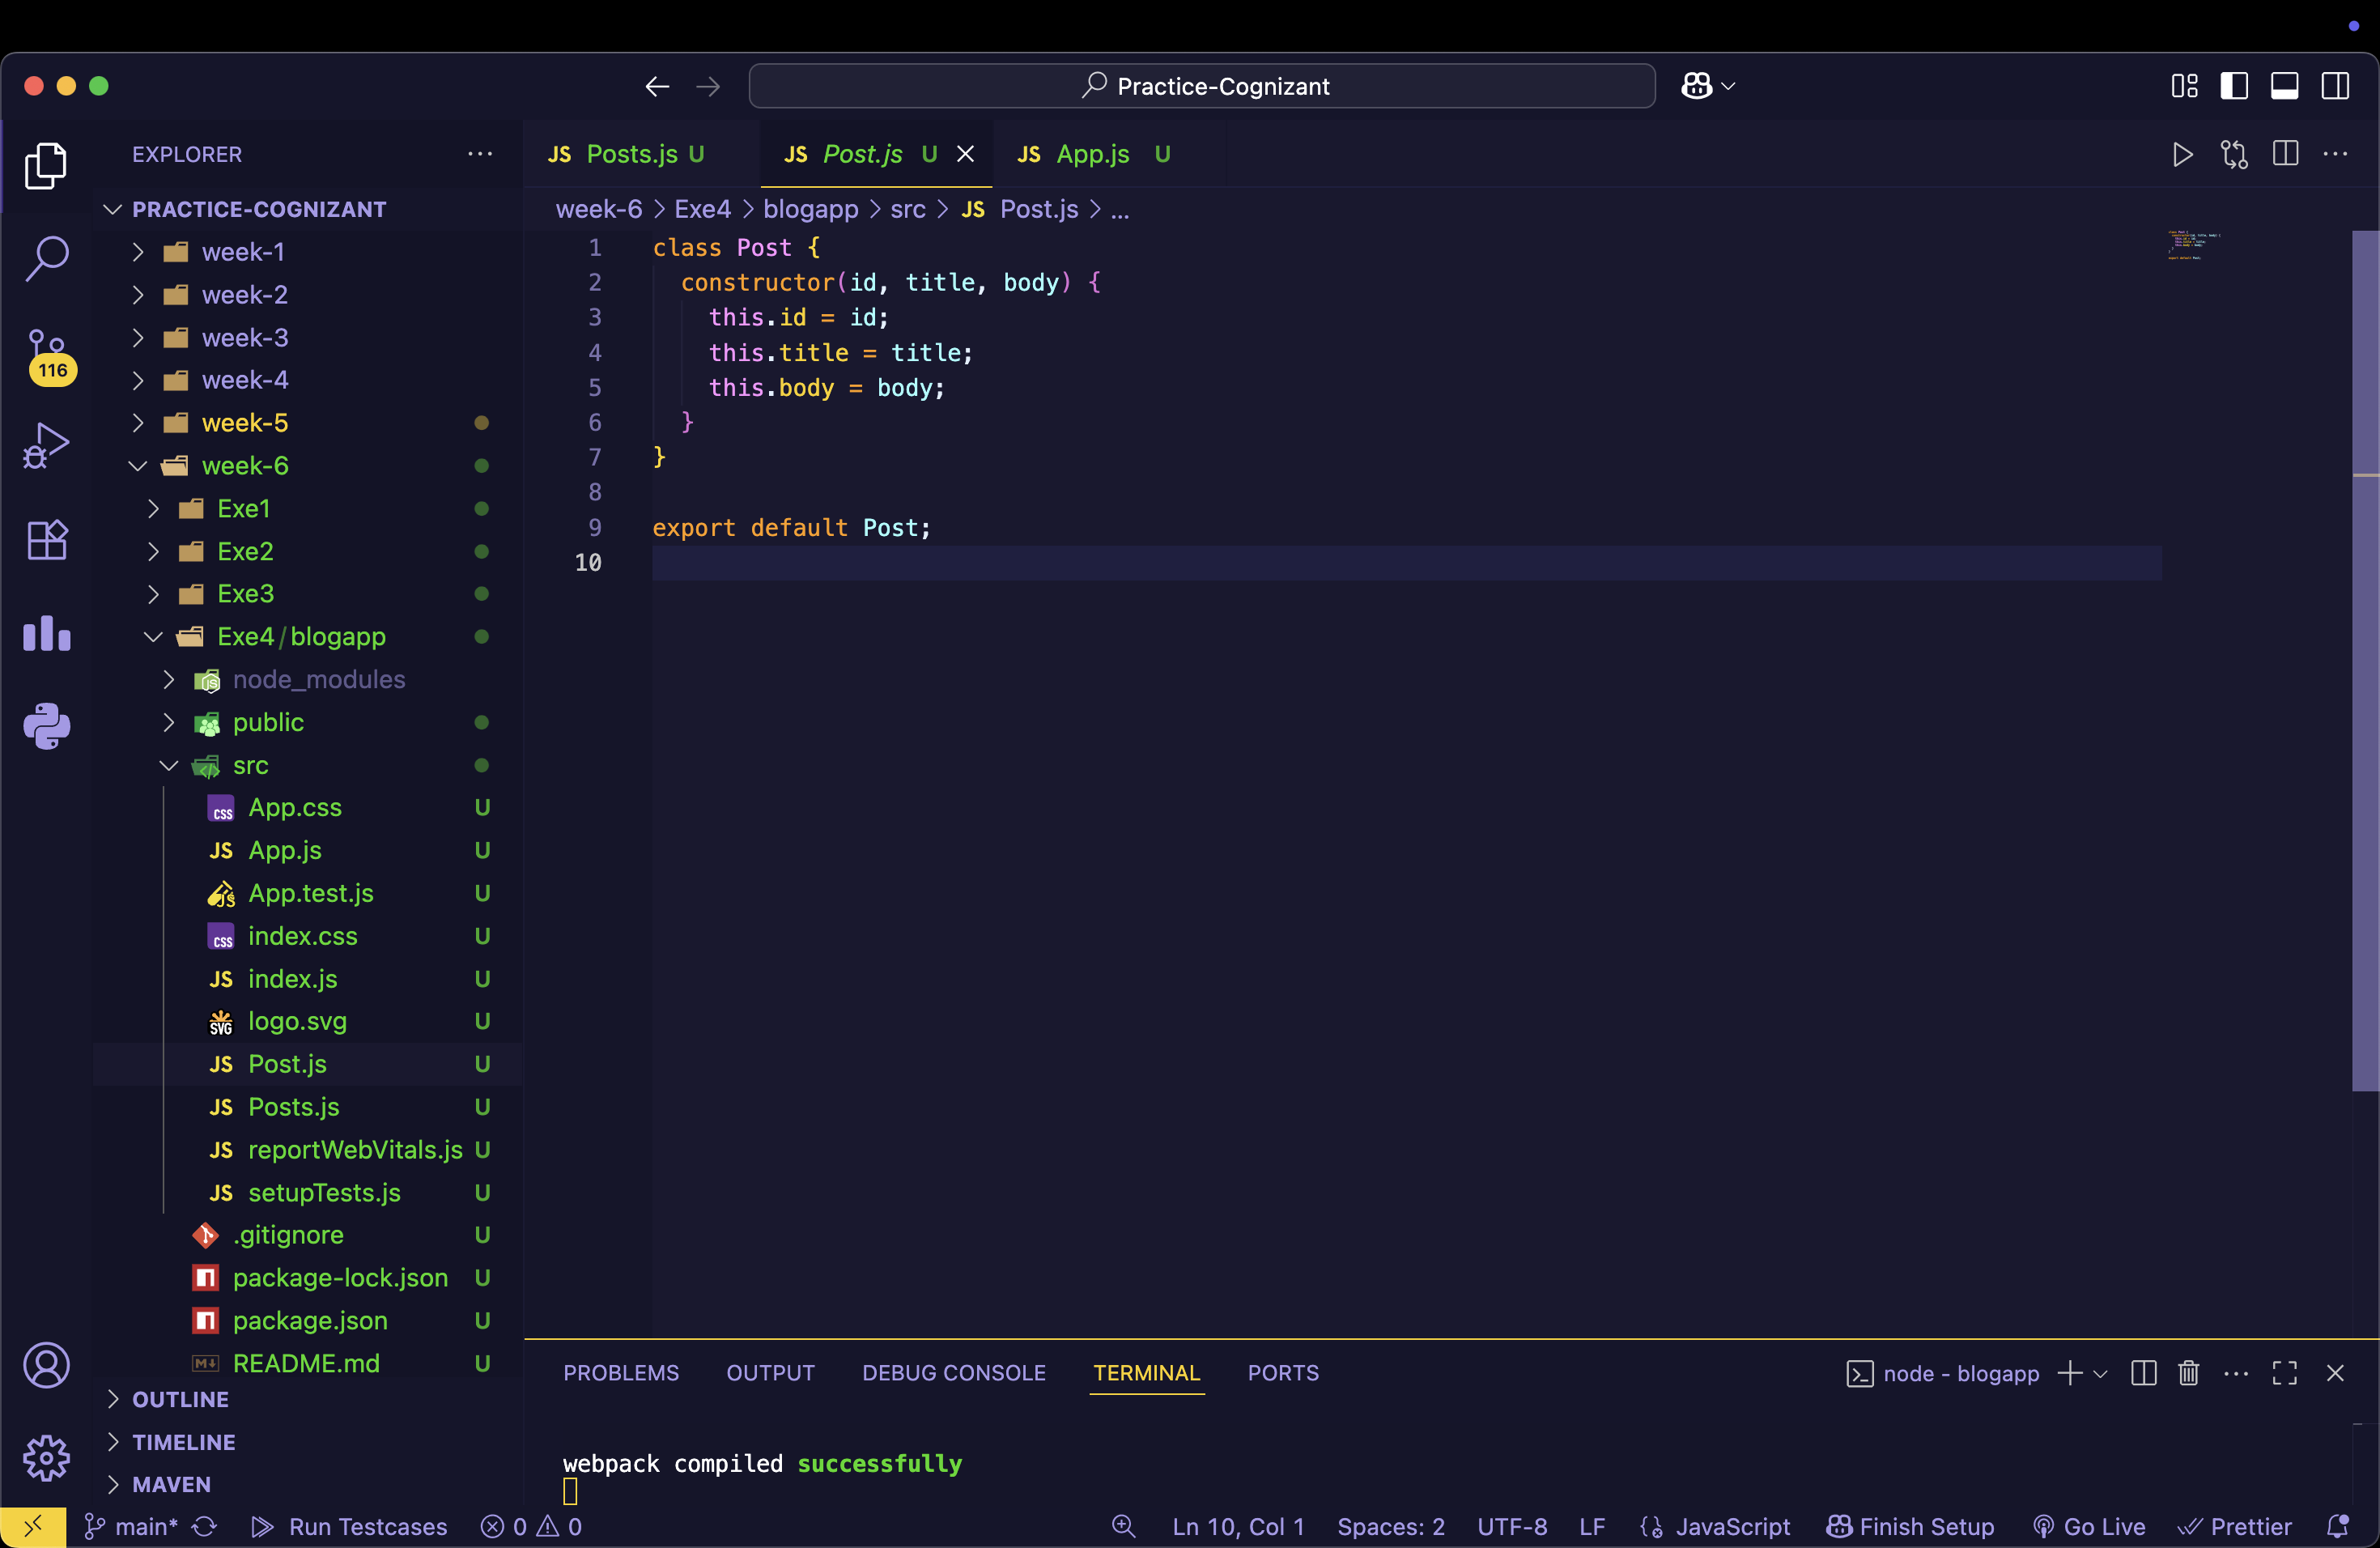 Practice-Cognizant
EXPLORER
PRACTICE-COGNIZANT
week-1
week-2
week-3
week-4
week-5
week-6
Exe1
Exe2
Exe3
Exe4/blogapp
node_modules
public
src
App.css U
App.js U
App.test.js U
index.css U
index.js U
logo.svg U
Post.js U
Posts.js U
reportWebVitals.js U
setupTests.js U
.gitignore U
package-lock.json U
package.json U
README.md U
OUTLINE
TIMELINE
MAVEN
116
JS Posts.js U
JS Post.js U
JS App.js U
week-6 > Exe4 > blogapp > src > JS Post.js > ...
1 class Post {
2 constructor(id, title, body) {
3 this.id = id;
4 this.title = title;
5 this.body = body;
6 }
7 }
8
9 export default Post;
10
PROBLEMS OUTPUT DEBUG CONSOLE TERMINAL PORTS
node - blogapp
webpack compiled successfully
main* Run Testcases 0 0 Ln 10, Col 1 Spaces: 2 UTF-8 LF JavaScript Finish Setup Go Live Prettier